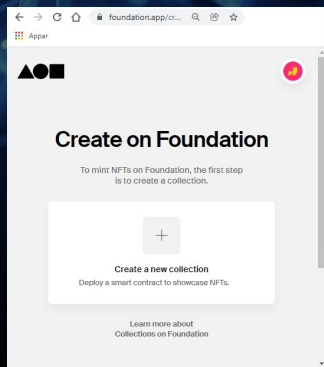 foundation.app/cr...
Appar
Create on Foundation
To mint NFTs on Foundation, the first step
is to create a collection.
Create a new collection
Deploy a smart contract to showcase NFTs.
Learn more about
Collections on Foundation